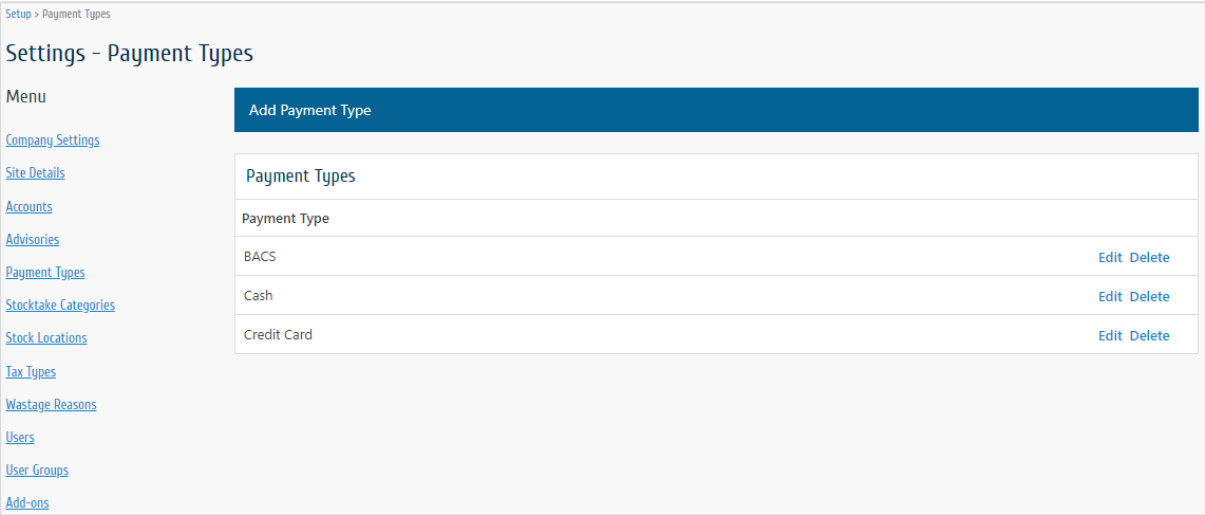 Setup > Payment Types
Settings - Payment Types
Menu
Company Settings
Site Details
Accounts
Advisories
Payment Types
Stocktake Categories
Stock Locations
Tax Types
Wastage Reasons
Users
User Groups
Add-ons
Add Payment Type
Payment Types
Payment Type
BACS Edit Delete
Cash Edit Delete
Credit Card Edit Delete